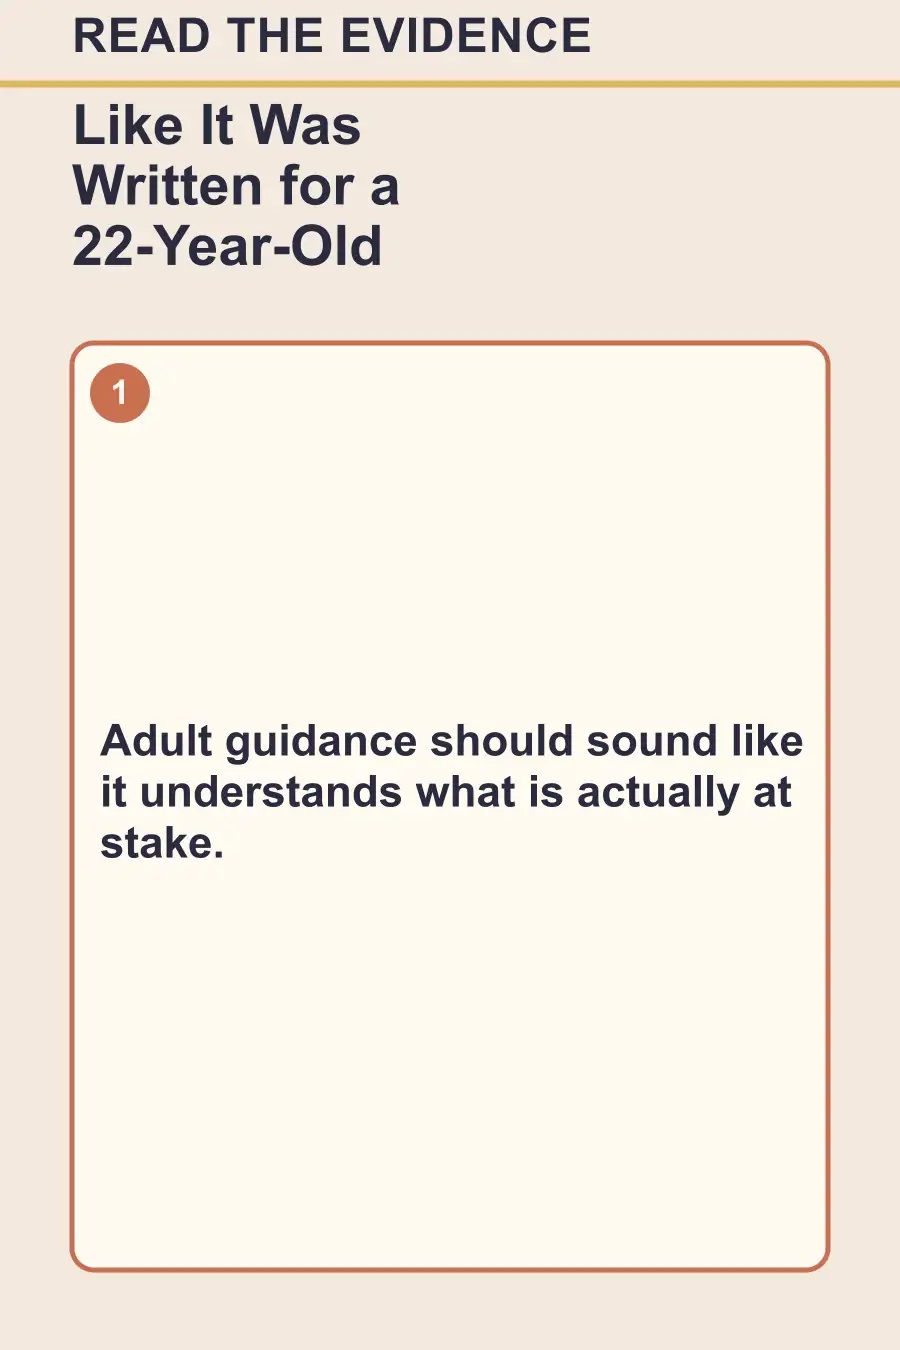 READ THE EVIDENCE
Like It Was
Written for a
22-Year-Old
1
Adult guidance should sound like
it understands what is actually at
stake.